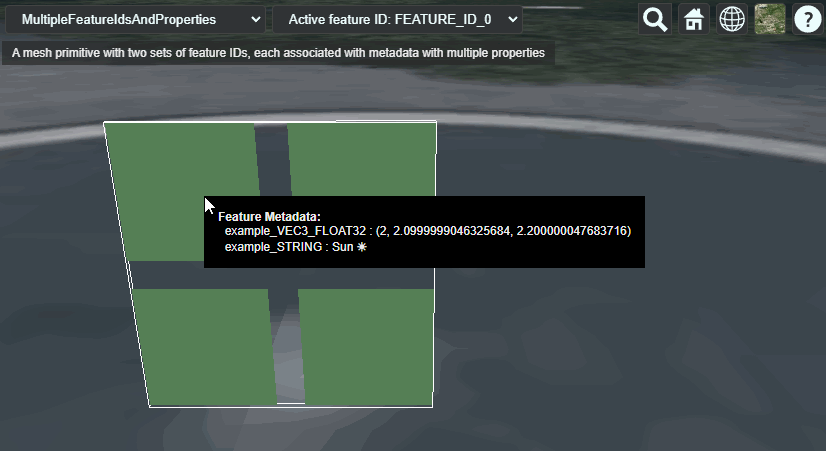 MultipleFeatureIdsAndProperties
Active feature ID: FEATURE_ID_0
?
A mesh primitive with two sets of feature IDs, each associated with metadata with multiple properties
Feature Metadata:
example_VEC3_FLOAT32 : (2, 2.0999999046325684, 2.200000047683716)
example_STRING : Sun ☀